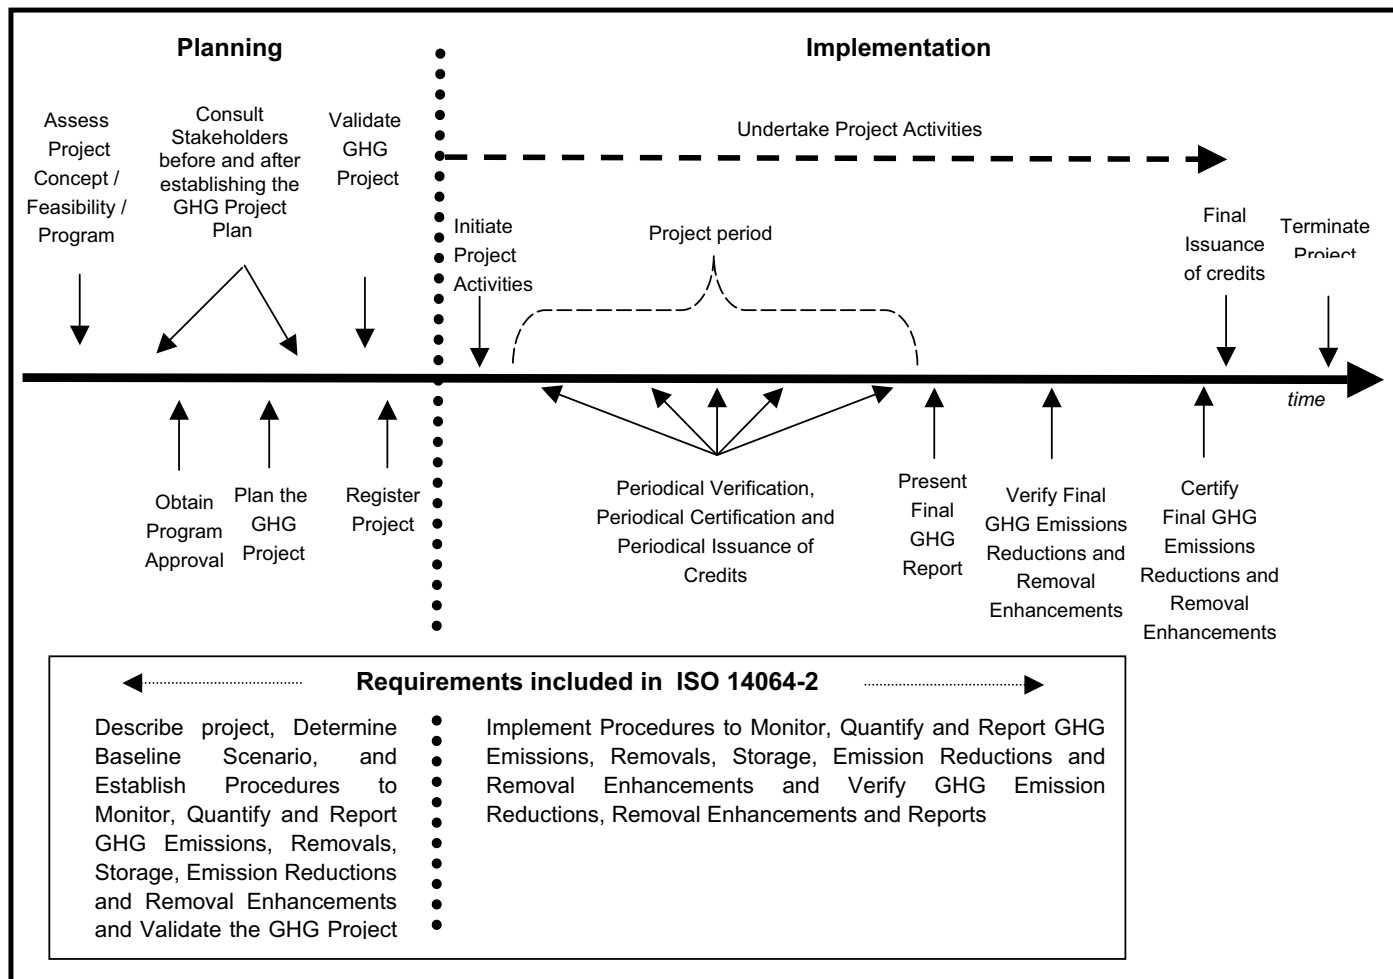 Planning
Implementation
Assess
Project
Concept /
Feasibility /
Program
Consult
Stakeholders
before and after
establishing the
GHG Project
Plan
Validate
GHG
Project
Undertake Project Activities
Initiate
Project
Activities
Project period
Final
Issuance
of credits
Terminate
Project
time
Obtain
Program
Approval
Plan the
GHG
Project
Register
Project
Periodical Verification,
Periodical Certification and
Periodical Issuance of
Credits
Present
Final
GHG
Report
Verify Final
GHG Emissions
Reductions and
Removal
Enhancements
Certify
Final GHG
Emissions
Reductions and
Removal
Enhancements
Requirements included in ISO 14064-2
Describe project, Determine
Baseline Scenario, and
Establish Procedures to
Monitor, Quantify and Report
GHG Emissions, Removals,
Storage, Emission Reductions
and Removal Enhancements
and Validate the GHG Project
Implement Procedures to Monitor, Quantify and Report GHG
Emissions, Removals, Storage, Emission Reductions and
Removal Enhancements and Verify GHG Emission
Reductions, Removal Enhancements and Reports